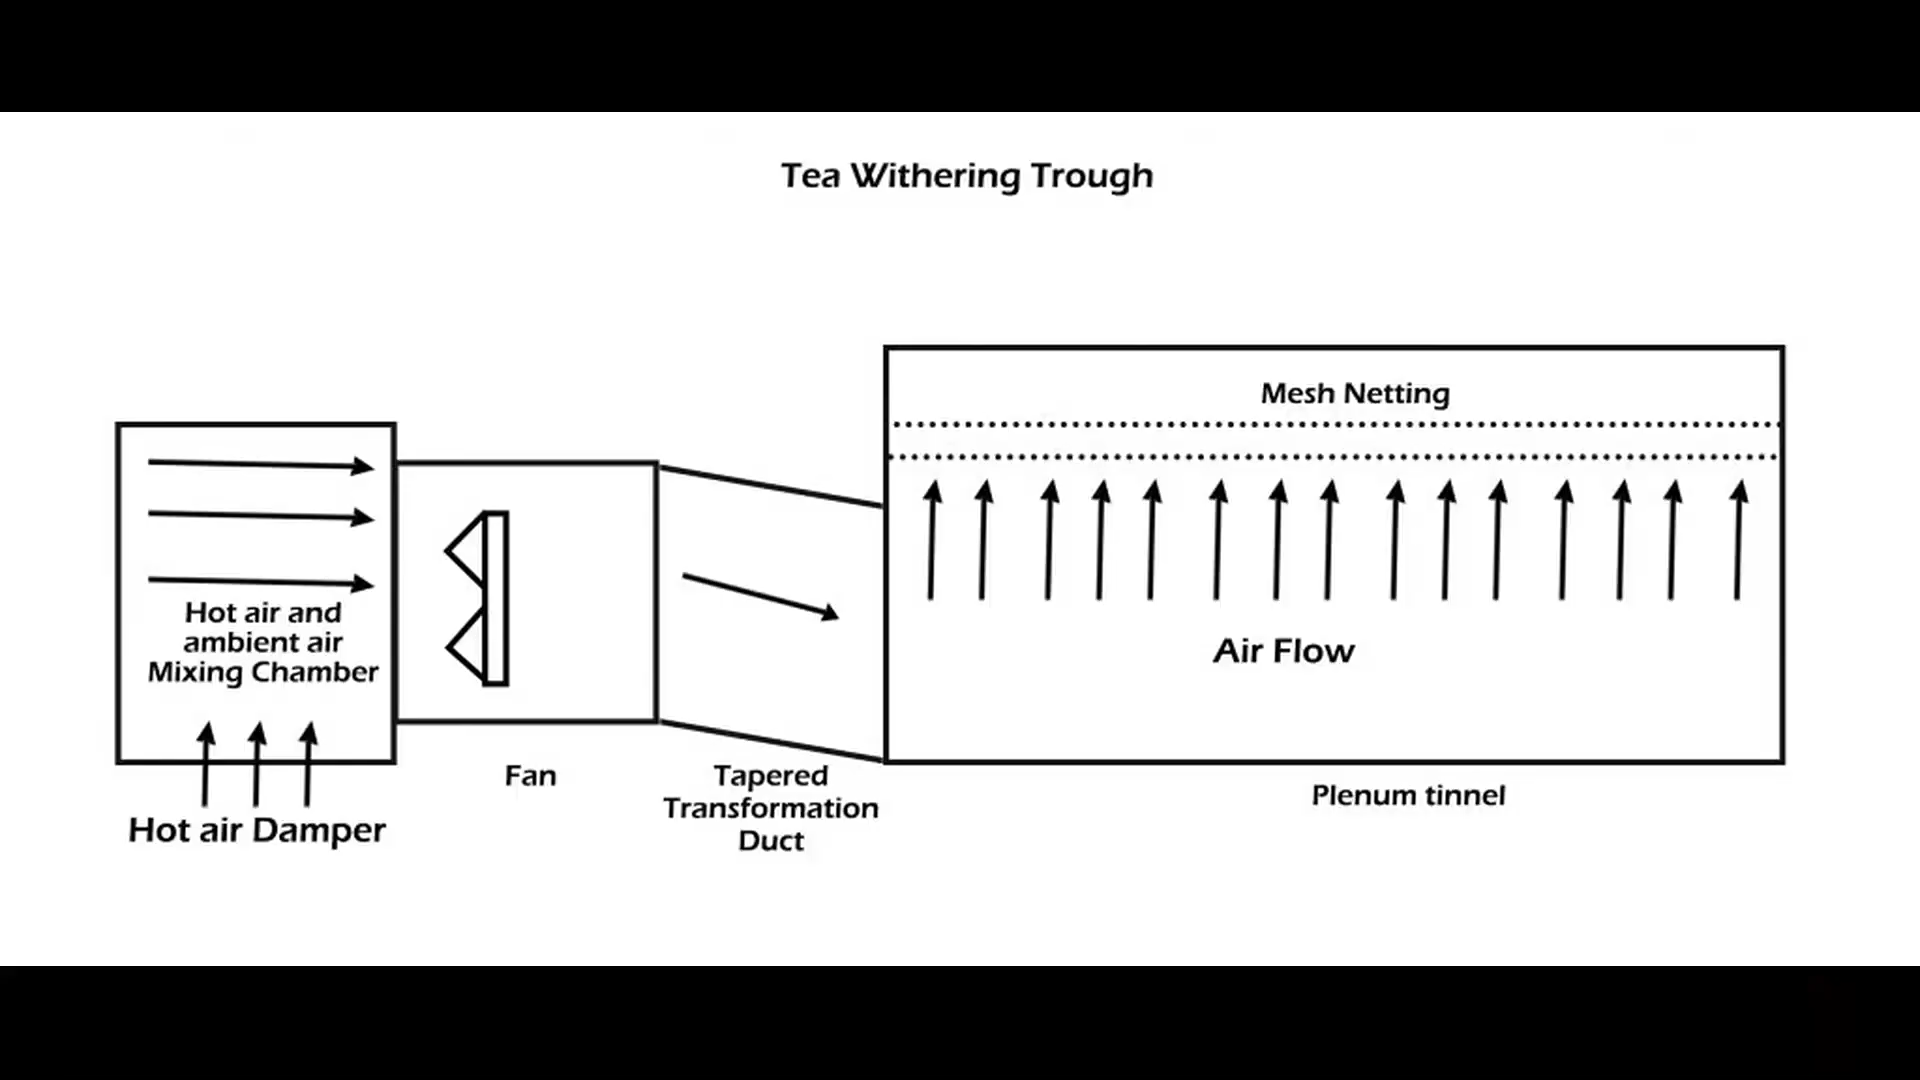 Tea Withering Trough
Mesh Netting
Hot air and
ambient air
Mixing Chamber
Air Flow
Hot air Damper
Fan
Tapered
Transformation
Duct
Plenum tinnel